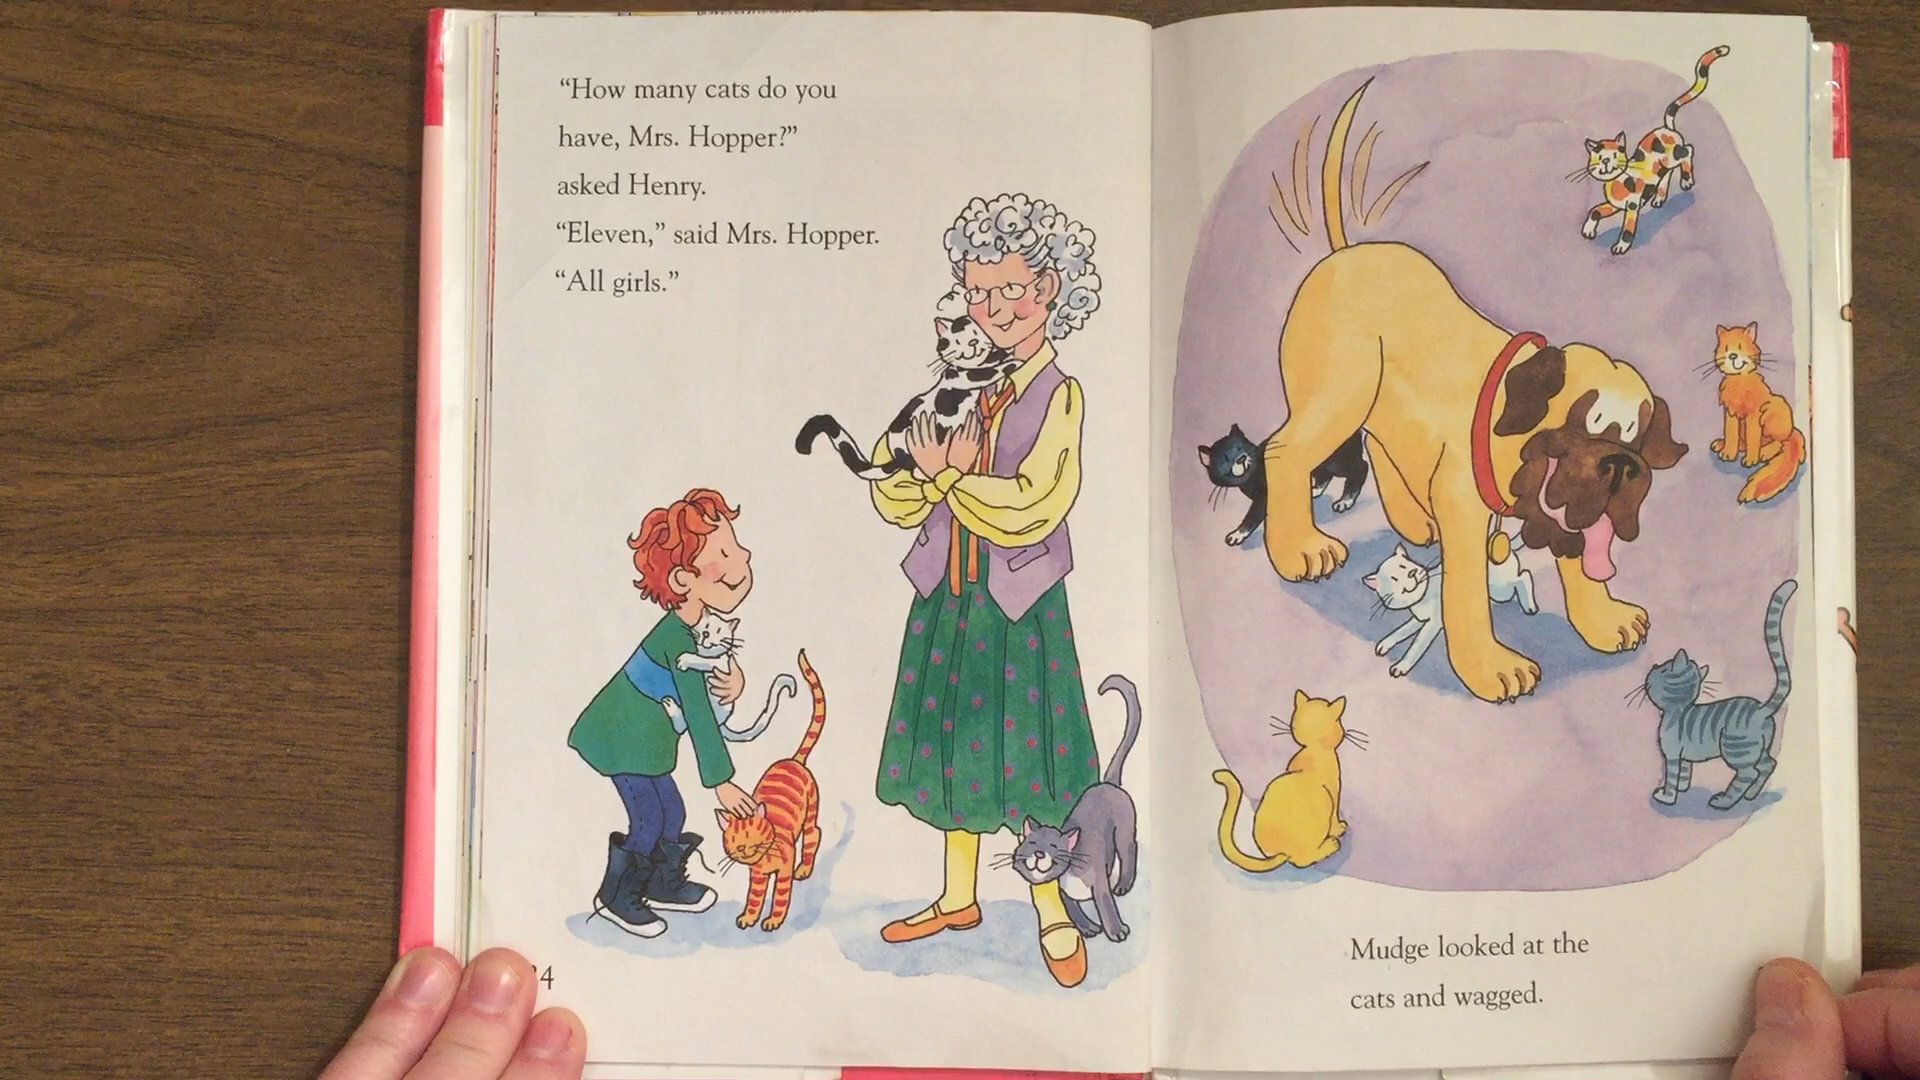 “How many cats do you
have, Mrs. Hopper?”
asked Henry.
“Eleven,” said Mrs. Hopper.
“All girls.”
4
Mudge looked at the
cats and wagged.